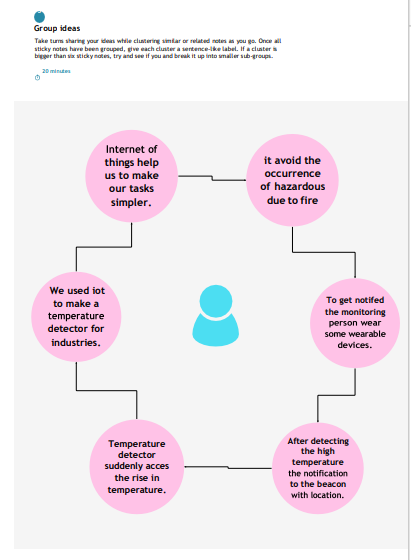 Group ideas
Take turns sharing your ideas while clustering similar or related notes as you go. Once all
sticky notes have been grouped, give each cluster a sentence-like label. If a cluster is
bigger than six sticky notes, try and see if you and break it up into smaller sub-groups.
20 minutes
Internet of
things help
us to make
our tasks
simpler.
it avoid the
occurrence
of hazardous
due to fire
We used iot
to make a
temperature
detector for
industries.
To get notifed
the monitoring
person wear
some wearable
devices.
Temperature
detector
suddenly acces
the rise in
temperature.
After detecting
the high
temperature
the notification
to the beacon
with location.